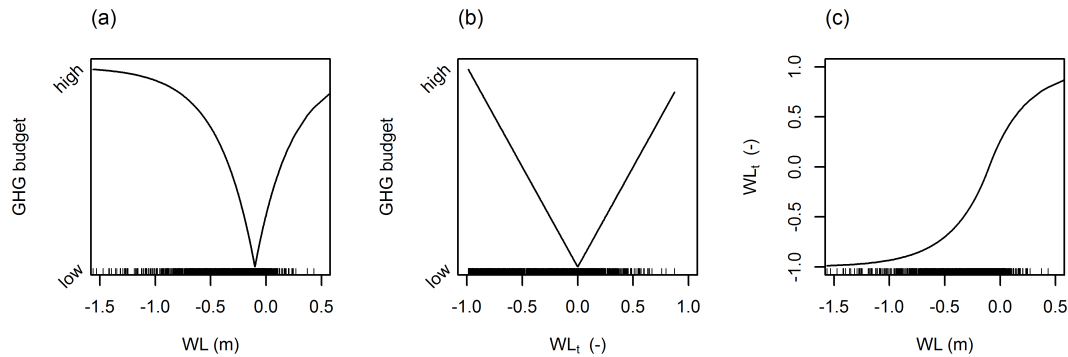 (a)
high
low
GHG budget
-1.5 -1.0 -0.5 0.0 0.5
WL (m)
(b)
high
low
GHG budget
-1.0 -0.5 0.0 0.5 1.0
WLt (-)
(c)
1.0
0.5
0.0
-0.5
-1.0
WLt (-)
-1.5 -1.0 -0.5 0.0 0.5
WL (m)